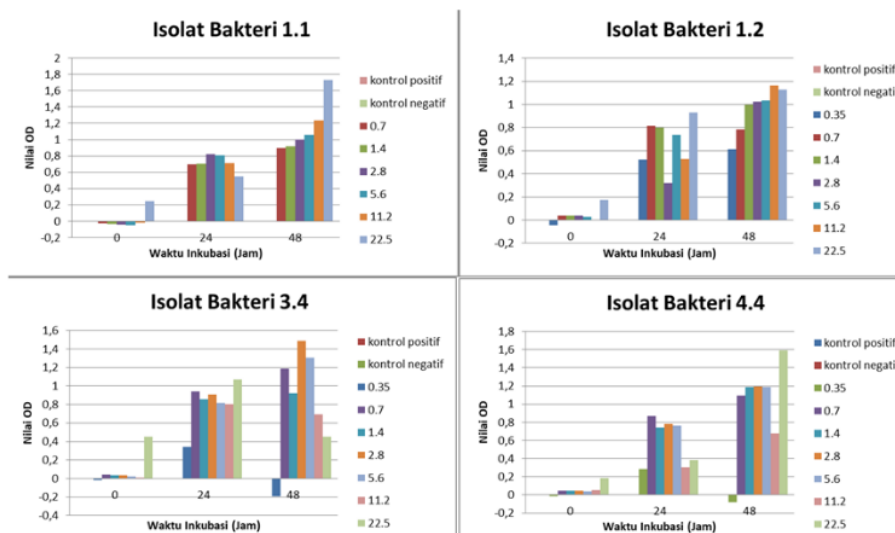 Isolat Bakteri 1.1
2
1,8
1,6
1,4
1,2
1
0,8
0,6
0,4
0,2
0
-0,2
Nilai OD
0 24 48
Waktu Inkubasi (Jam)
kontrol positif
kontrol negatif
0.7
1.4
2.8
5.6
11.2
22.5
Isolat Bakteri 1.2
1,4
1,2
1
0,8
0,6
0,4
0,2
0
-0,2
Nilai OD
0 24 48
Waktu Inkubasi (Jam)
kontrol positif
kontrol negatif
0.35
0.7
1.4
2.8
5.6
11.2
22.5
Isolat Bakteri 3.4
1,6
1,4
1,2
1
0,8
0,6
0,4
0,2
0
-0,2
-0,4
Nilai OD
0 24 48
Waktu Inkubasi (Jam)
kontrol positif
kontrol negatif
0.35
0.7
1.4
2.8
5.6
11.2
22.5
Isolat Bakteri 4.4
1,8
1,6
1,4
1,2
1
0,8
0,6
0,4
0,2
0
-0,2
Nilai OD
0 24 48
Waktu Inkubasi (Jam)
kontrol positif
kontrol negatif
0.35
0.7
1.4
2.8
5.6
11.2
22.5